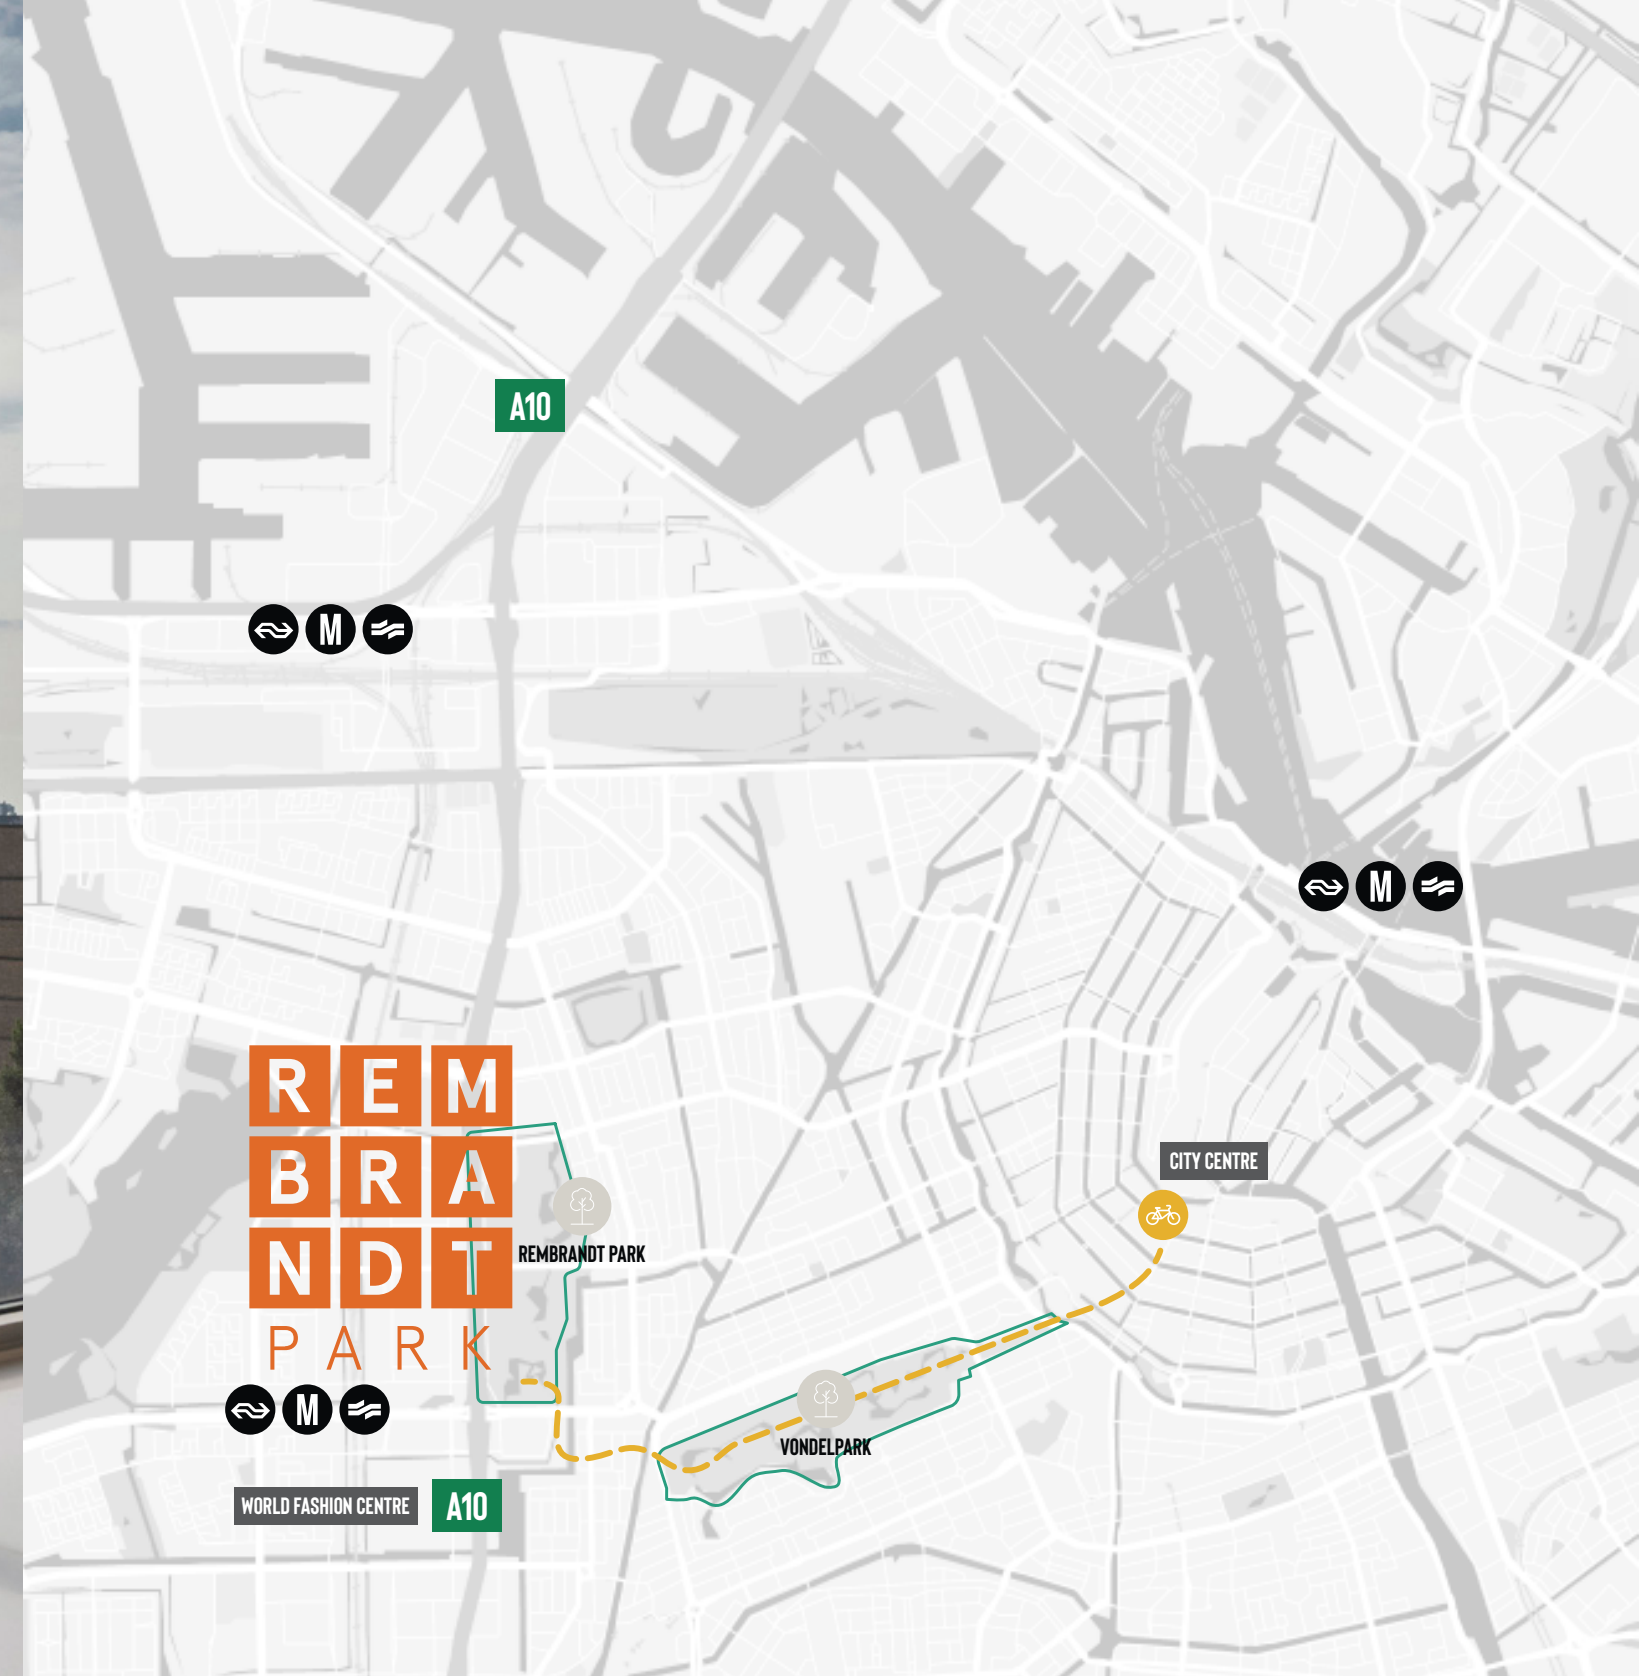 A10
M
M
REM
BRA
NDT
PARK
CITY CENTRE
REMBRANDT PARK
M
VONDELPARK
WORLD FASHION CENTRE
A10